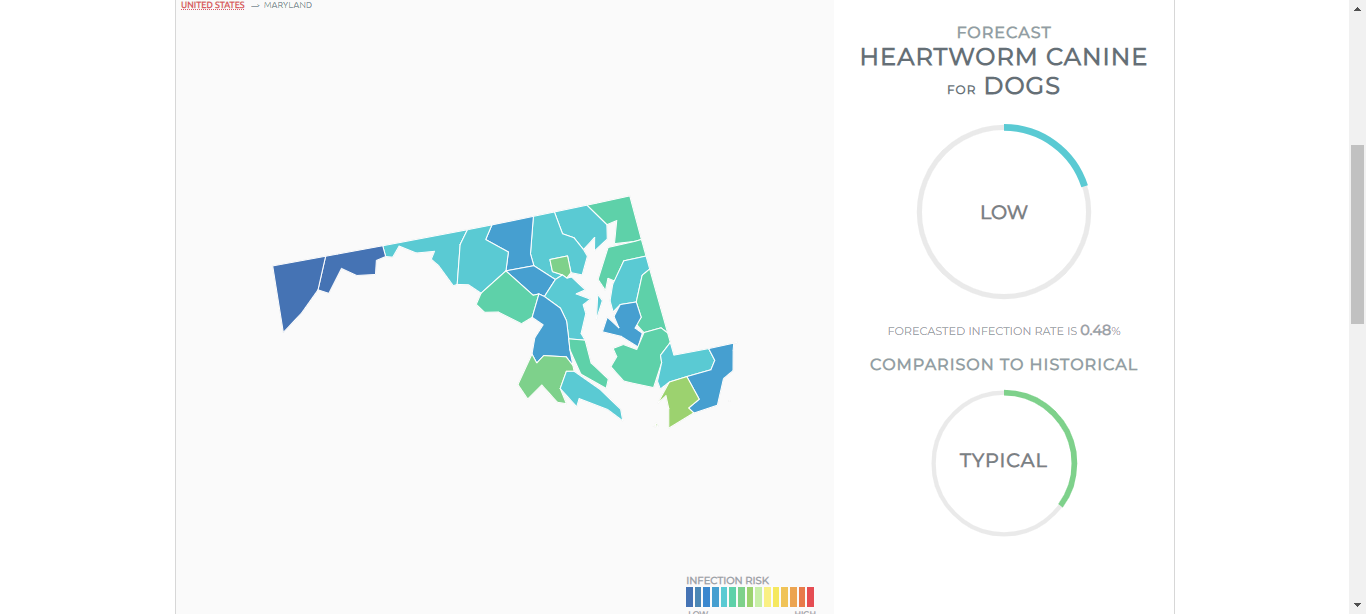 UNITED STATES — MARYLAND
FORECAST
HEARTWORM CANINE
FOR DOGS
LOW
FORECASTED INFECTION RATE IS 0.48%
COMPARISON TO HISTORICAL
TYPICAL
INFECTION RISK
LOW HIGH